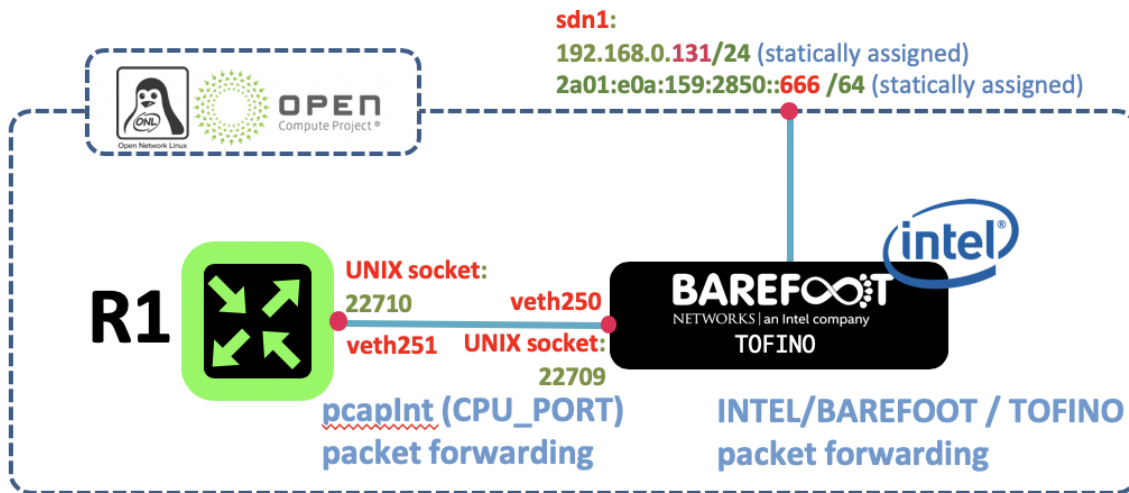 sdn1:
192.168.0.131/24 (statically assigned)
2a01:e0a:159:2850::666 /64 (statically assigned)
ONL
Open Network Linux
OPEN
Compute Project ®
intel®
R1
UNIX socket:
22710
veth251
veth250
UNIX socket:
22709
BAREFOOT
NETWORKS | an Intel company
TOFINO
pcapInt (CPU_PORT)
packet forwarding
INTEL/BAREFOOT / TOFINO
packet forwarding